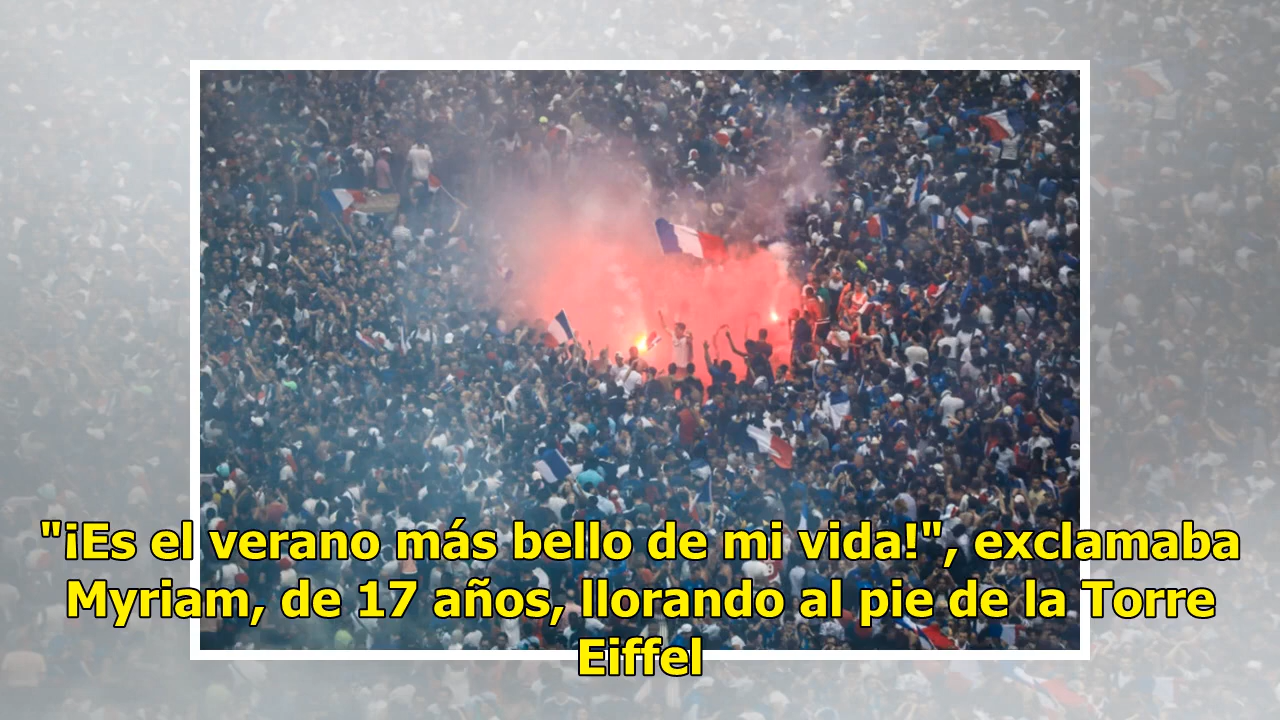 "¡Es el verano más bello de mi vida!", exclamaba
Myriam, de 17 años, llorando al pie de la Torre
Eiffel